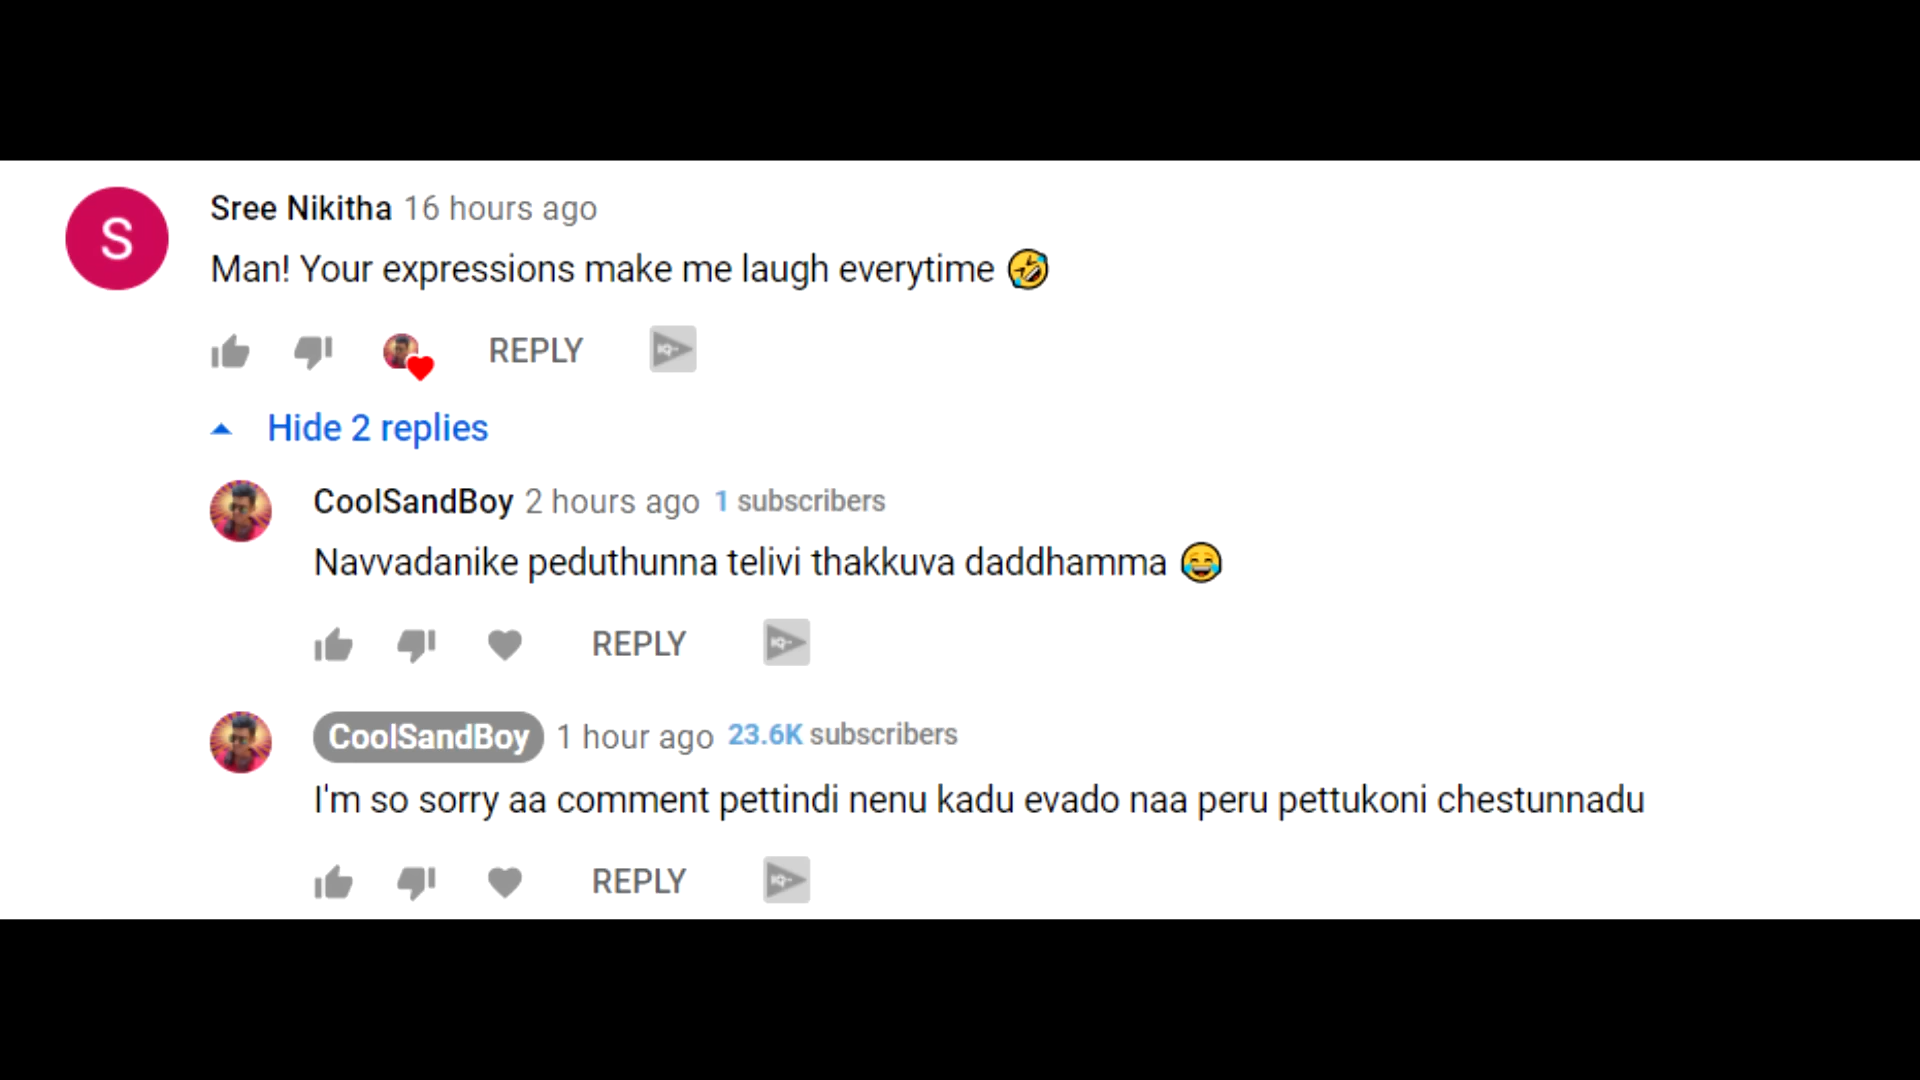 S
Sree Nikitha 16 hours ago
Man! Your expressions make me laugh everytime 🤣
REPLY
Hide 2 replies
CoolSandBoy 2 hours ago 1 subscribers
Navvadanike peduthunna telivi thakkuva daddhamma 😂
REPLY
CoolSandBoy 1 hour ago 23.6K subscribers
I'm so sorry aa comment pettindi nenu kadu evado naa peru pettukoni chestunnadu
REPLY